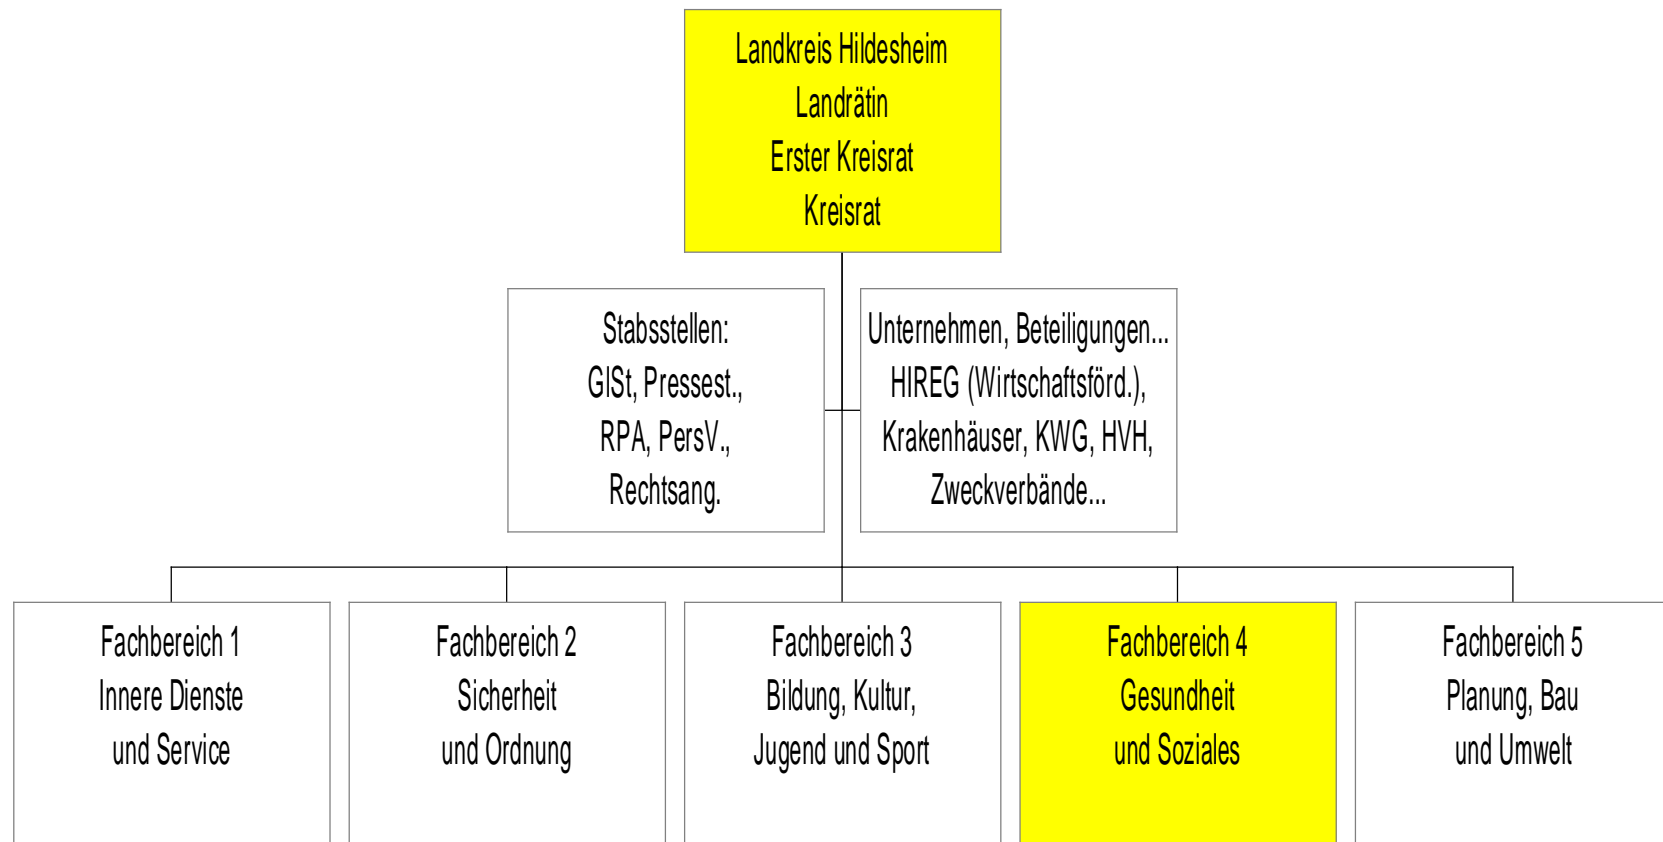 Landkreis Hildesheim
Landrätin
Erster Kreisrat
Kreisrat
Stabsstellen:
GlSt, Pressest.,
RPA, PersV.,
Rechtsang.
Unternehmen, Beteiligungen...
HIREG (Wirtschaftsförd.),
Krakenhäuser, KWG, HVH,
Zweckverbände...
Fachbereich 1
Innere Dienste
und Service
Fachbereich 2
Sicherheit
und Ordnung
Fachbereich 3
Bildung, Kultur,
Jugend und Sport
Fachbereich 4
Gesundheit
und Soziales
Fachbereich 5
Planung, Bau
und Umwelt